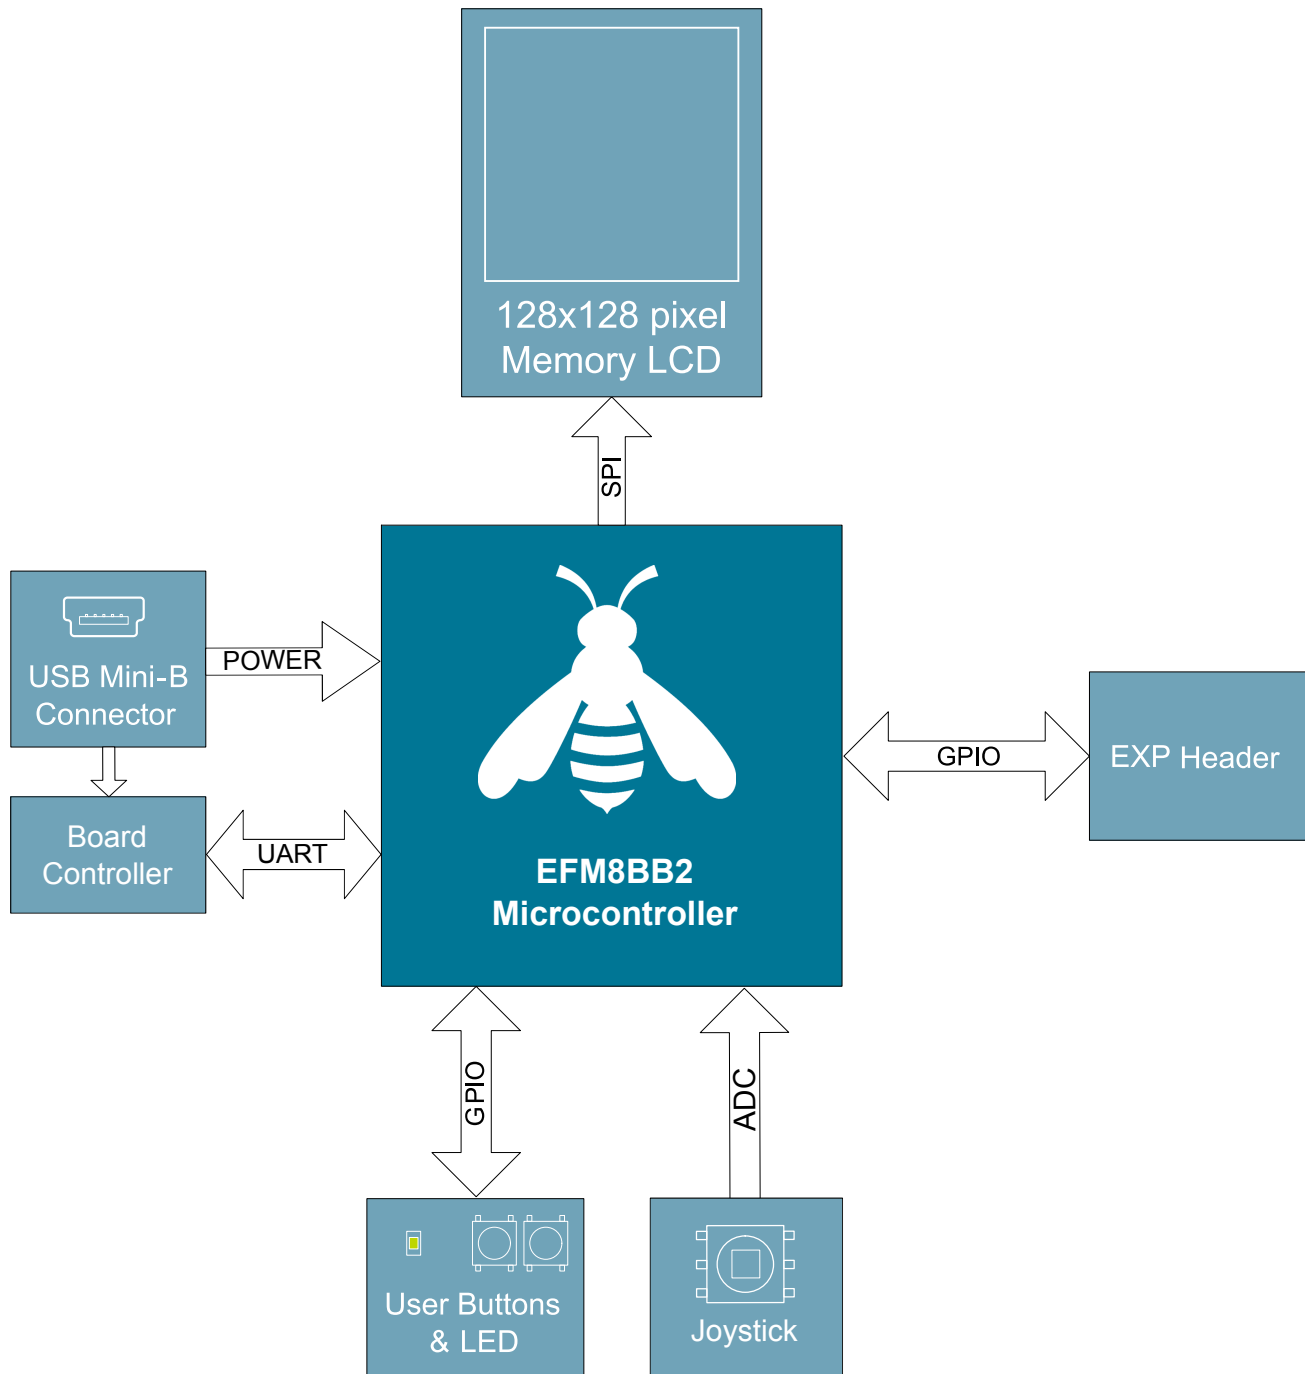 128x128 pixel
Memory LCD
SPI
USB Mini-B
Connector
POWER
Board
Controller
UART
EFM8BB2
Microcontroller
GPIO
EXP Header
GPIO
ADC
User Buttons
& LED
Joystick